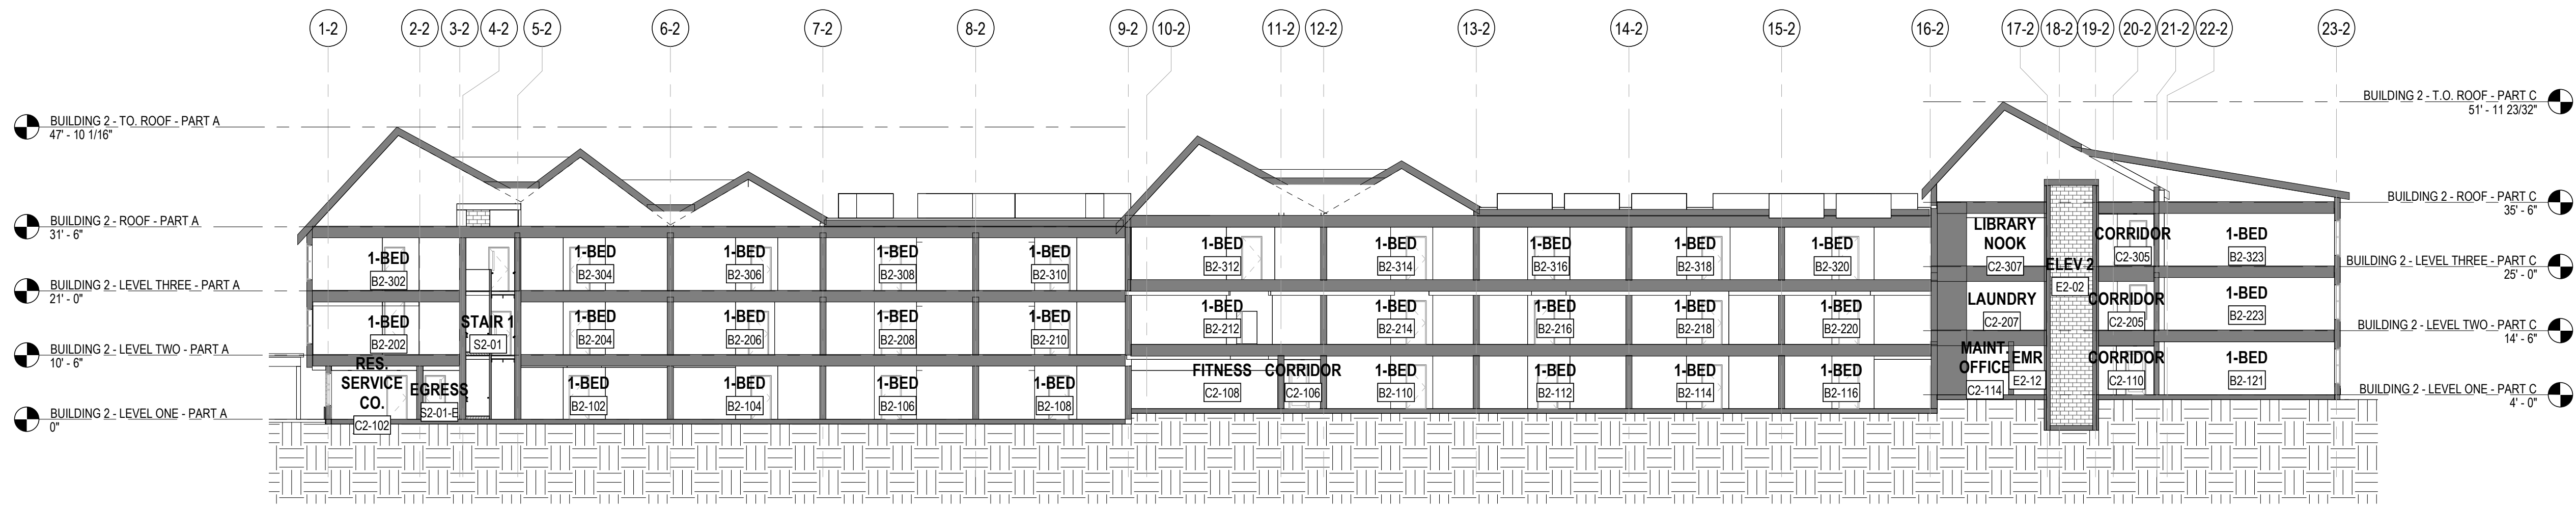 1-2 2-2 3-2 4-2 5-2 6-2 7-2 8-2 9-2 10-2 11-2 12-2 13-2 14-2 15-2 16-2 17-2 18-2 19-2 20-2 21-2 22-2 23-2
BUILDING 2 - T.O. ROOF - PART C
51' - 11 23/32"
BUILDING 2 - TO. ROOF - PART A
47' - 10 1/16"
BUILDING 2 - ROOF - PART C
35' - 6"
BUILDING 2 - ROOF - PART A
31' - 6"
1-BED 1-BED 1-BED 1-BED 1-BED 1-BED 1-BED 1-BED 1-BED 1-BED LIBRARY NOOK CORRIDOR 1-BED
B2-302 B2-304 B2-306 B2-308 B2-310 B2-312 B2-314 B2-316 B2-318 B2-320 C2-307 C2-305 B2-323
ELEV 2
E2-02
BUILDING 2 - LEVEL THREE - PART C
25' - 0"
BUILDING 2 - LEVEL THREE - PART A
21' - 0"
1-BED STAIR 1 1-BED 1-BED 1-BED 1-BED 1-BED 1-BED 1-BED 1-BED 1-BED LAUNDRY CORRIDOR 1-BED
B2-202 S2-01 B2-204 B2-206 B2-208 B2-210 B2-212 B2-214 B2-216 B2-218 B2-220 C2-207 C2-205 B2-223
BUILDING 2 - LEVEL TWO - PART C
14' - 6"
BUILDING 2 - LEVEL TWO - PART A
10' - 6"
RES.
SERVICE
CO.
EGRESS 1-BED 1-BED 1-BED 1-BED FITNESS CORRIDOR 1-BED 1-BED 1-BED 1-BED MAINT. OFFICE EMR CORRIDOR 1-BED
C2-102 S2-01-E B2-102 B2-104 B2-106 B2-108 C2-108 C2-106 B2-110 B2-112 B2-114 B2-116 C2-114 E2-12 C2-110 B2-121
BUILDING 2 - LEVEL ONE - PART C
4' - 0"
BUILDING 2 - LEVEL ONE - PART A
0"